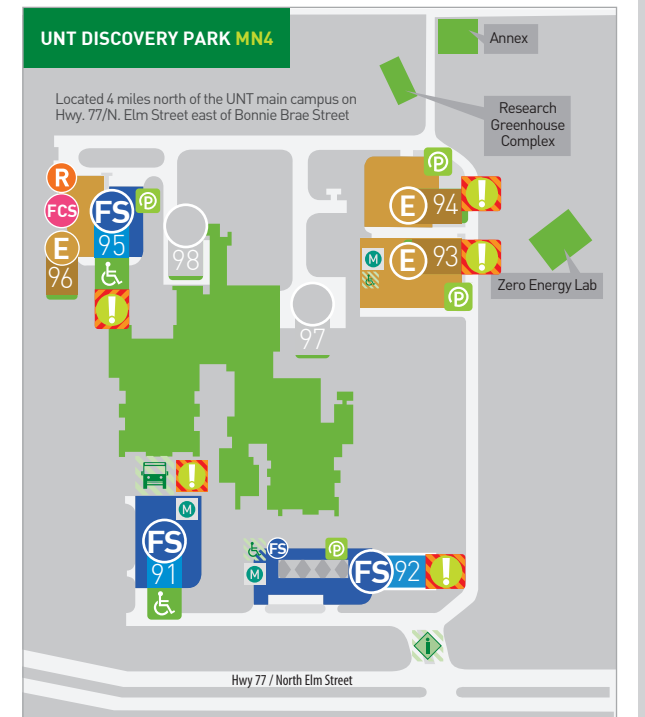 UNT DISCOVERY PARK MN4
Annex
Located 4 miles north of the UNT main campus on
Hwy. 77/N. Elm Street east of Bonnie Brae Street
Research
Greenhouse
Complex
R
P
FCS
FS
P
E
94
!
E
95
98
M
E
93
!
96
Zero Energy Lab
P
!
97
!
M
FS
FS
P
91
M
FS
92
!
i
Hwy 77 / North Elm Street